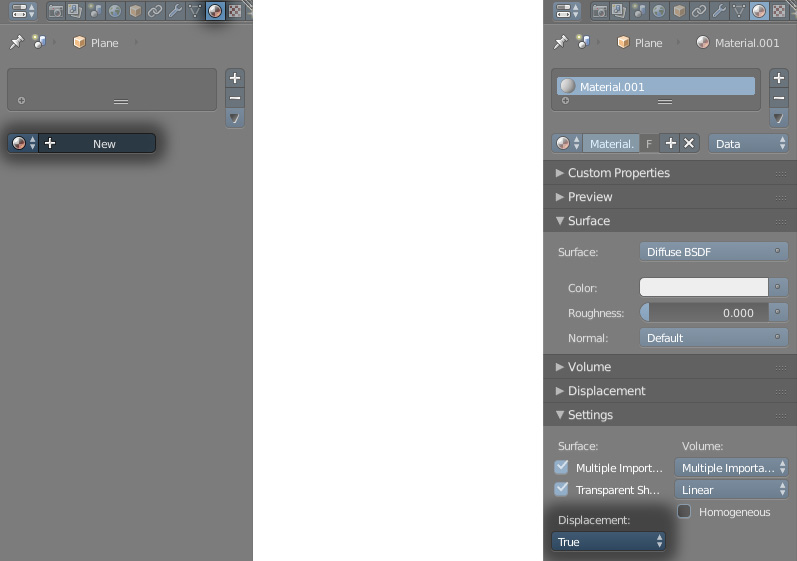 Plane
New
Plane
Material.001
Material.001
Material. F Data
Custom Properties
Preview
Surface
Surface: Diffuse BSDF
Color:
Roughness: 0.000
Normal: Default
Volume
Displacement
Settings
Surface: Volume:
Multiple Import... Multiple Importa...
Transparent Sh... Linear
Homogeneous
Displacement:
True